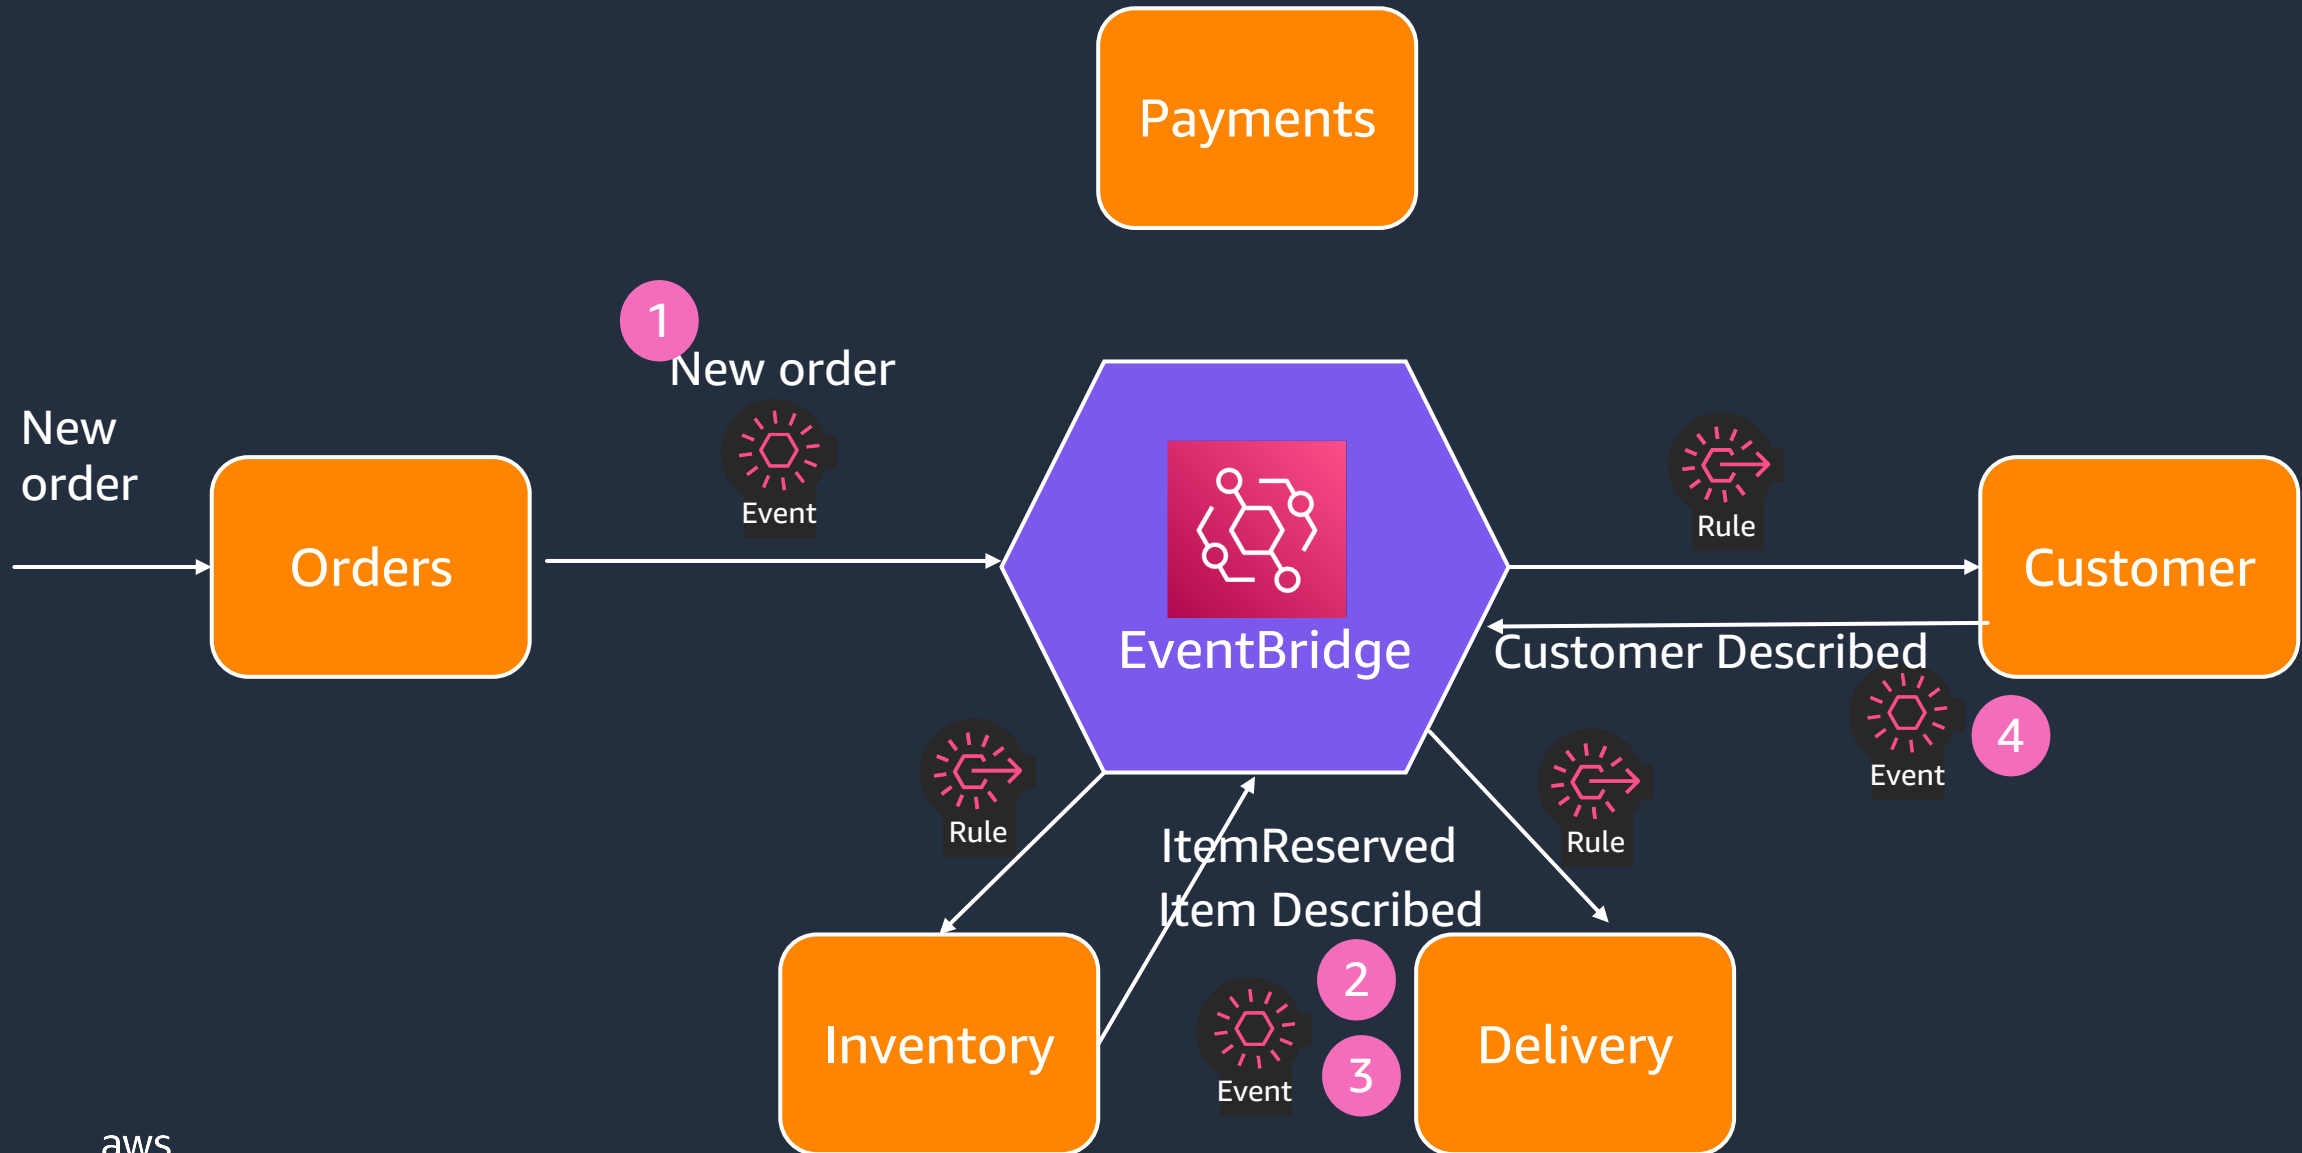 Payments
1
New order
Event
New
order
Orders
EventBridge
Rule
Customer
Customer Described
Event
4
Rule
Rule
ItemReserved
Item Described
2
3
Event
Inventory
Delivery
aws